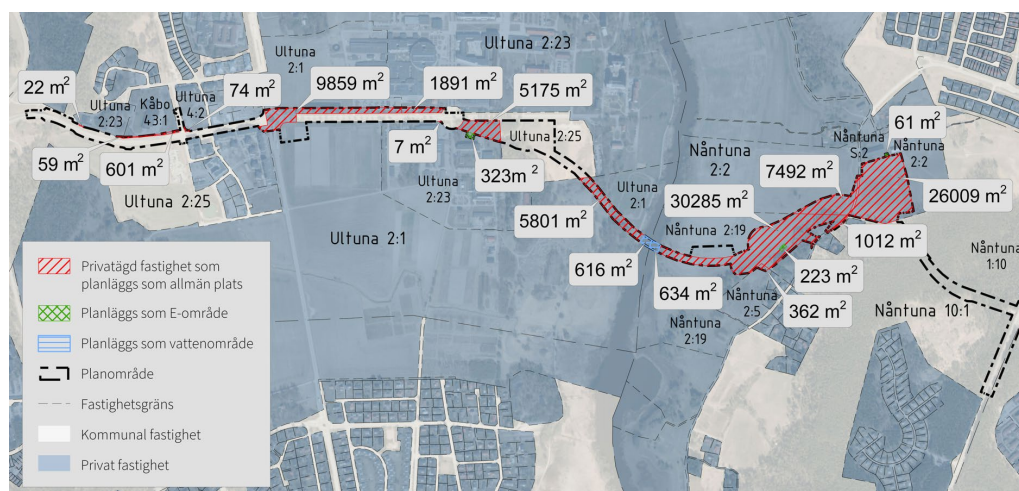 Ultuna 2:23
Ultuna
2:1
9859 m²
1891 m²
5175 m²
74 m²
22 m²
Ultuna
2:23
Kåbo
43:1
Ultuna
4:2
61 m²
59 m²
601 m²
7 m²
323m²
Ultuna 2:25
Nåntuna
S:2
Nåntuna
2:2
Nåntuna
2:2
7492 m²
Ultuna 2:25
Ultuna
2:23
Ultuna
2:1
30285 m²
26009 m²
5801 m²
Ultuna 2:1
Nåntuna 2:19
1012 m²
Nåntuna
1:10
616 m²
634 m²
Nåntuna
2:5
223 m²
362 m²
Nåntuna 10:1
Nåntuna
2:19
Privatägd fastighet som
planläggs som allmän plats
Planläggs som E-område
Planläggs som vattenområde
Planområde
Fastighetsgräns
Kommunal fastighet
Privat fastighet